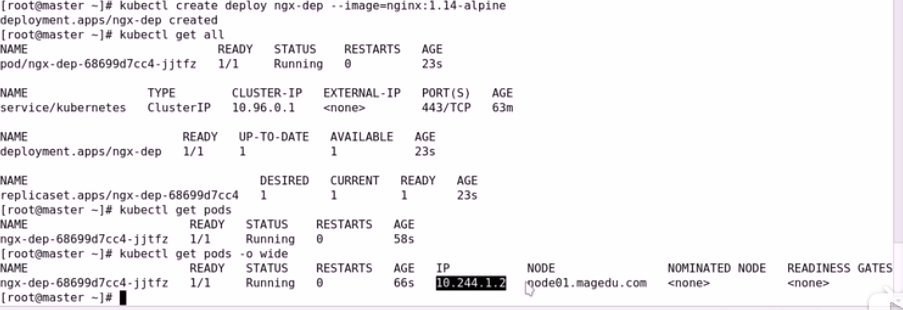 [root@master ~]# kubectl create deploy ngx-dep --image=nginx:1.14-alpine
deployment.apps/ngx-dep created
[root@master ~]# kubectl get all
NAME READY STATUS RESTARTS AGE
pod/ngx-dep-68699d7cc4-jjtfz 1/1 Running 0 23s
NAME TYPE CLUSTER-IP EXTERNAL-IP PORT(S) AGE
service/kubernetes ClusterIP 10.96.0.1 <none> 443/TCP 63m
NAME READY UP-TO-DATE AVAILABLE AGE
deployment.apps/ngx-dep 1/1 1 1 23s
NAME DESIRED CURRENT READY AGE
replicaset.apps/ngx-dep-68699d7cc4 1 1 1 23s
[root@master ~]# kubectl get pods
NAME READY STATUS RESTARTS AGE
ngx-dep-68699d7cc4-jjtfz 1/1 Running 0 58s
[root@master ~]# kubectl get pods -o wide
NAME READY STATUS RESTARTS AGE IP NODE NOMINATED NODE READINESS GATES
ngx-dep-68699d7cc4-jjtfz 1/1 Running 0 66s 10.244.1.2 node01.magedu.com <none> <none>
[root@master ~]#